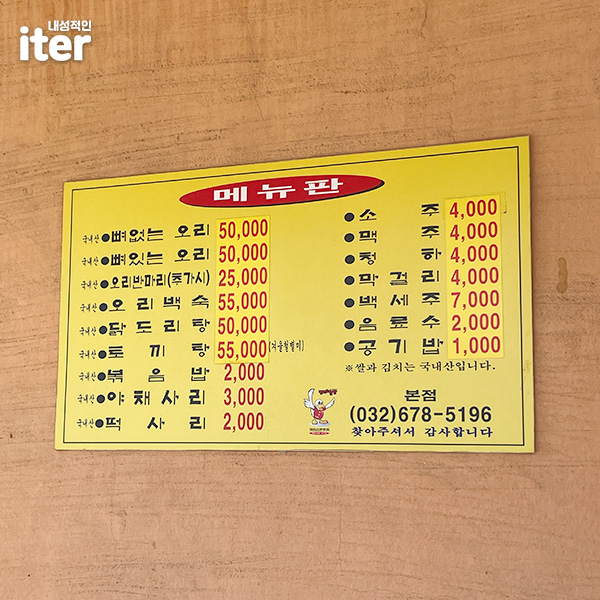 내성적인
iter
메뉴판
국내산 ●뼈없는 오리 50,000
국내산 ●뼈있는 오리 50,000
국내산 ●오리반마리(추가시) 25,000
국내산 ●오리백숙 55,000
국내산 ●닭도리탕 50,000
국내산 ●토끼탕 55,000
국내산 ●볶음밥 2,000
국내산 ●야채사리 3,000
국내산 ●떡사리 2,000
●소주 4,000
●맥주 4,000
●청하 4,000
●막걸리 4,000
●백세주 7,000
●음료수 2,000
●공기밥 1,000
※쌀과 김치는 국내산입니다.
본점
(032)678-5196
찾아주셔서 감사합니다